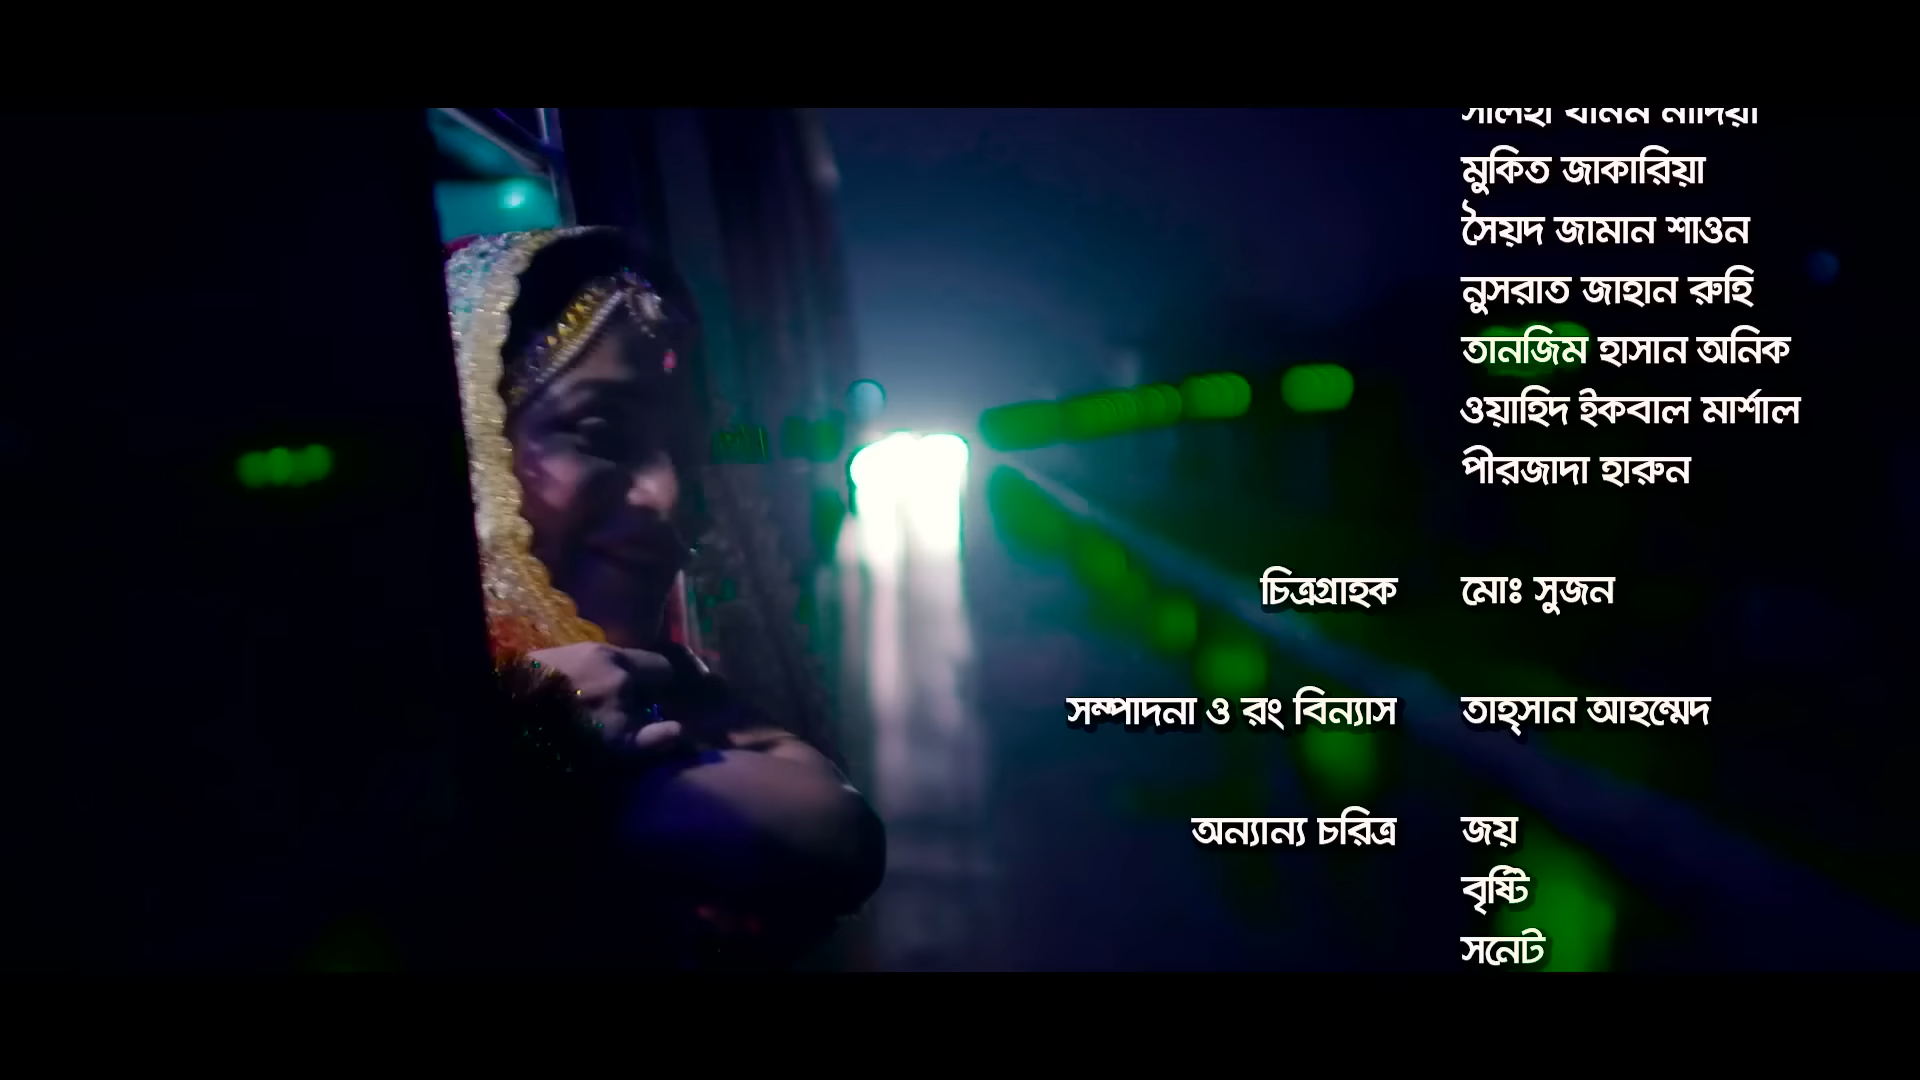 মুকিত জাকারিয়া
সৈয়দ জামান শাওন
নুসরাত জাহান রুহি
তানজিম হাসান অনিক
ওয়াহিদ ইকবাল মার্শাল
পীরজাদা হারুন
চিত্রগ্রাহক মোঃ সুজন
সম্পাদনা ও রং বিন্যাস তাহ্সান আহম্মেদ
অন্যান্য চরিত্র জয়
বৃষ্টি
সনেট